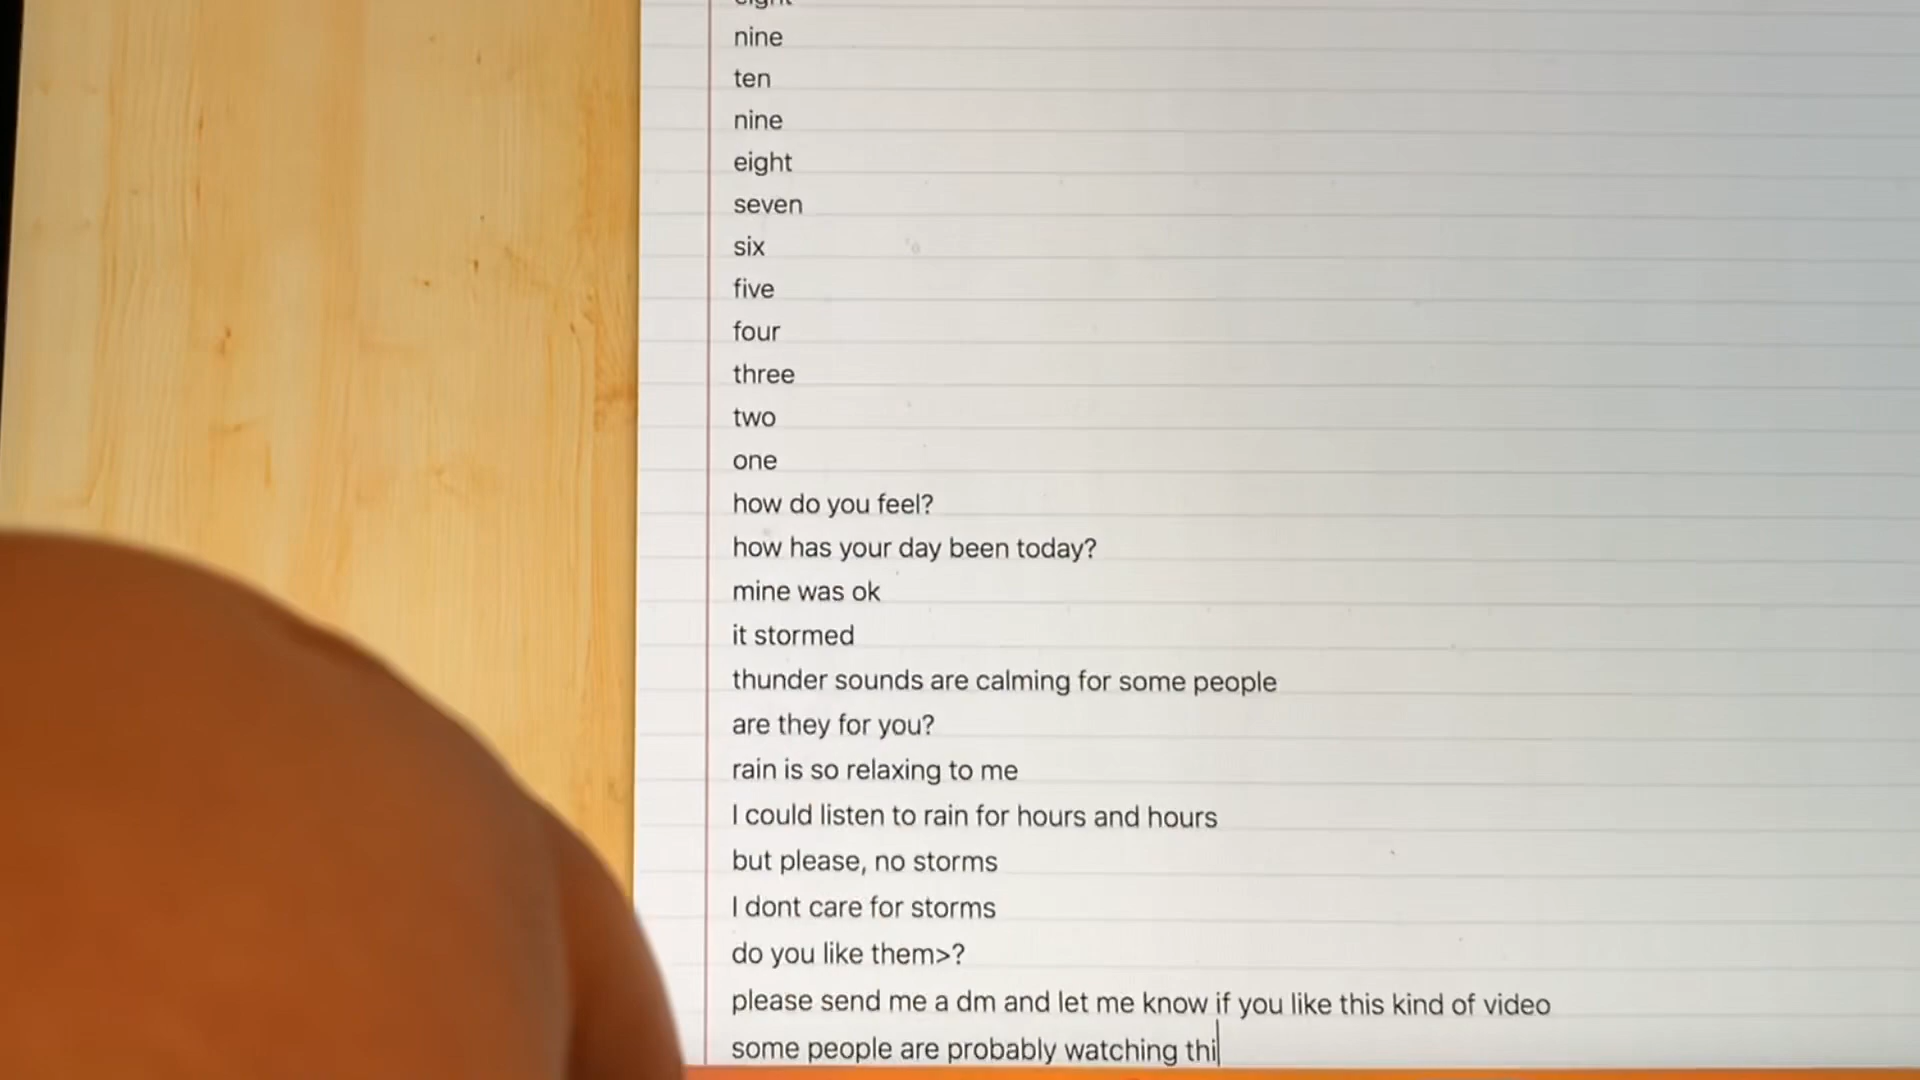 eight
nine
ten
nine
eight
seven
six
five
four
three
two
one
how do you feel?
how has your day been today?
mine was ok
it stormed
thunder sounds are calming for some people
are they for you?
rain is so relaxing to me
I could listen to rain for hours and hours
but please, no storms
I dont care for storms
do you like them>?
please send me a dm and let me know if you like this kind of video
some people are probably watching thi